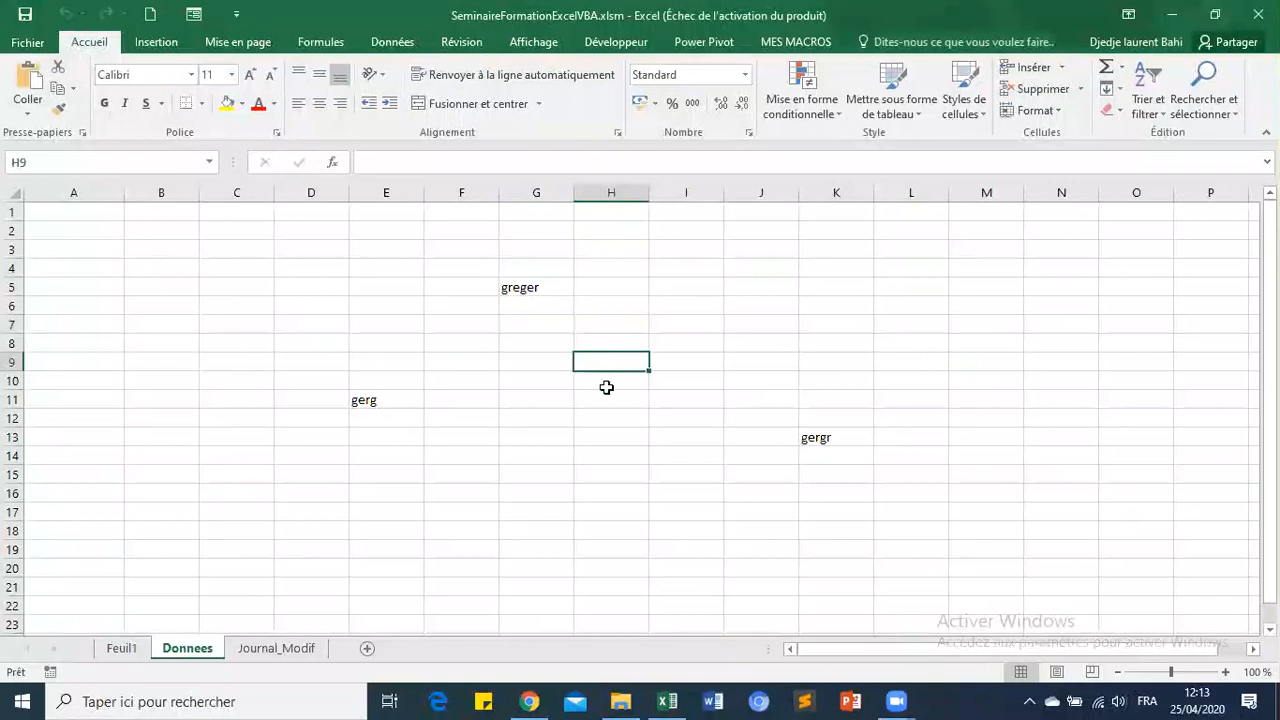 SeminaireFormationExcelVBA.xlsm - Excel (Échec de l'activation du produit)
Fichier Accueil Insertion Mise en page Formules Données Révision Affichage Développeur Power Pivot MES MACROS Dites-nous ce que vous voulez faire.. Djedje laurent Bahi Partager
Coller
Calibri 11
Renvoyer à la ligne automatiquement
Standard
G I S
Fusionner et centrer
% 000
Mise en forme conditionnelle
Mettre sous forme de tableau
Styles de cellules
Insérer
Supprimer
Format
Trier et filtrer
Rechercher et sélectionner
Presse-papiers Police Alignement Nombre Style Cellules Édition
H9
fx
A B C D E F G H I J K L M N O P
1
2
3
4
5 greger
6
7
8
9
10
11 gerg
12
13 gergr
14
15
16
17
18
19
20
21
22
23
Activer Windows
Accédez aux paramètres pour activer Windows.
Feuil1 Donnees Journal_Modif
Prêt
100 %
Taper ici pour rechercher
FRA
12:13
25/04/2020